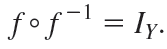 f ∘ f⁻¹ = I_Y.